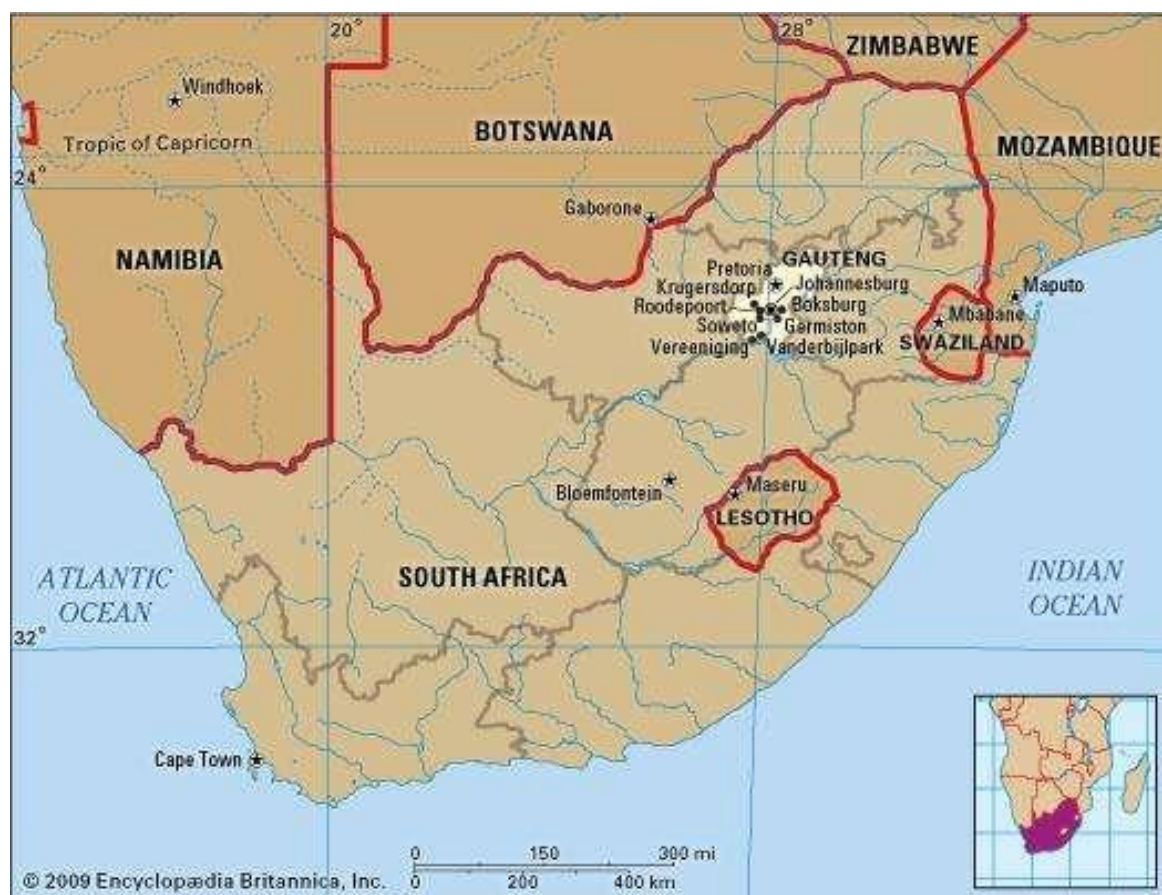 20°
28°
ZIMBABWE
Windhoek
BOTSWANA
Tropic of Capricorn
MOZAMBIQUE
24°
Gaborone
NAMIBIA
GAUTENG
Pretoria
Krugersdorp
Johannesburg
Maputo
Roodepoort
Boksburg
Mbabane
Soweto
Germiston
SWAZILAND
Vereeniging
Vanderbijlpark
Bloemfontein
Maseru
LESOTHO
SOUTH AFRICA
ATLANTIC
OCEAN
INDIAN
OCEAN
32°
Cape Town
0 150 300 mi
0 200 400 km
© 2009 Encyclopædia Britannica, Inc.